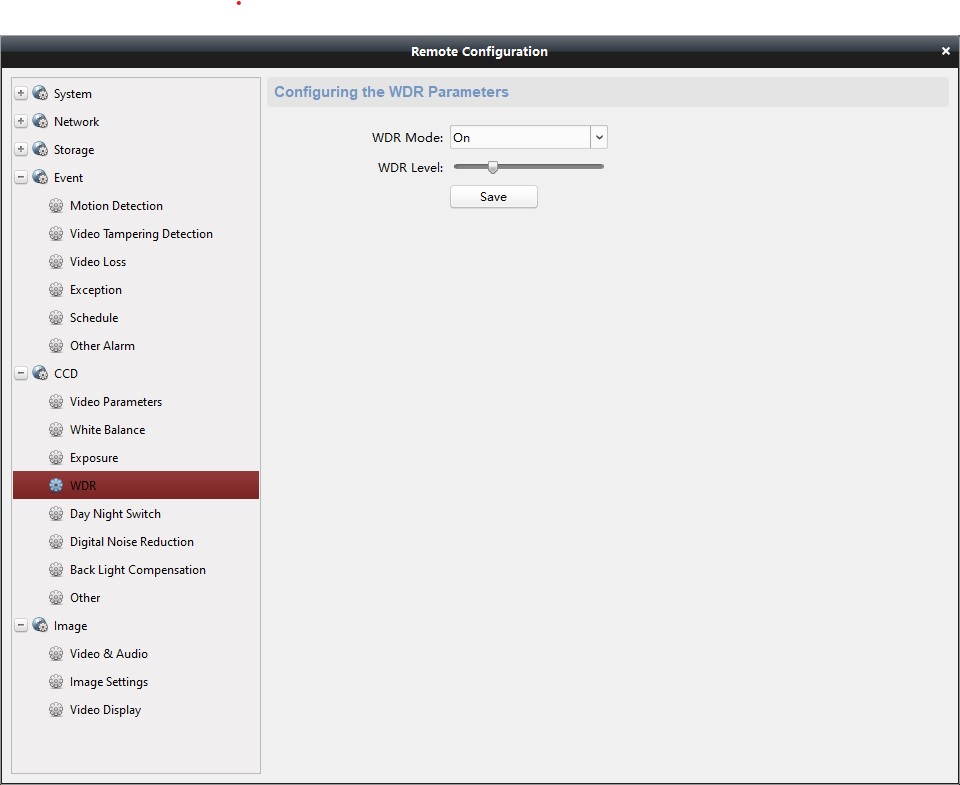 Remote Configuration
System
Network
Storage
Event
Motion Detection
Video Tampering Detection
Video Loss
Exception
Schedule
Other Alarm
CCD
Video Parameters
White Balance
Exposure
WDR
Day Night Switch
Digital Noise Reduction
Back Light Compensation
Other
Image
Video & Audio
Image Settings
Video Display
Configuring the WDR Parameters
WDR Mode: On
WDR Level:
Save